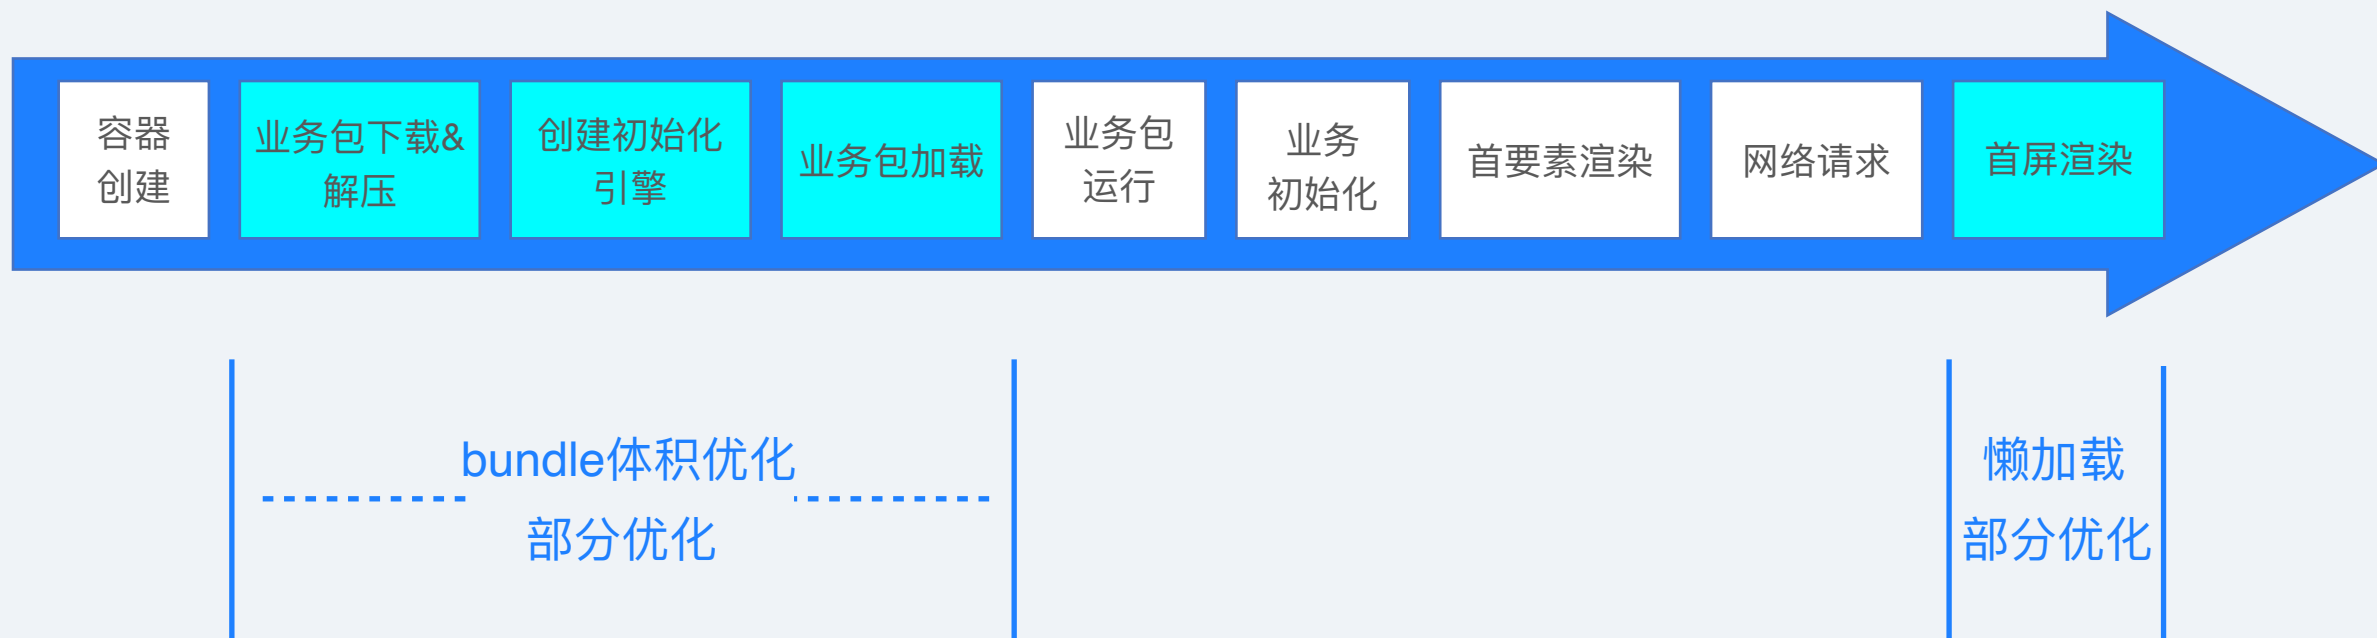 容器
创建
业务包下载&
解压
创建初始化
引擎
业务包加载
业务包
运行
业务
初始化
首要素渲染
网络请求
首屏渲染
bundle体积优化
部分优化
懒加载
部分优化